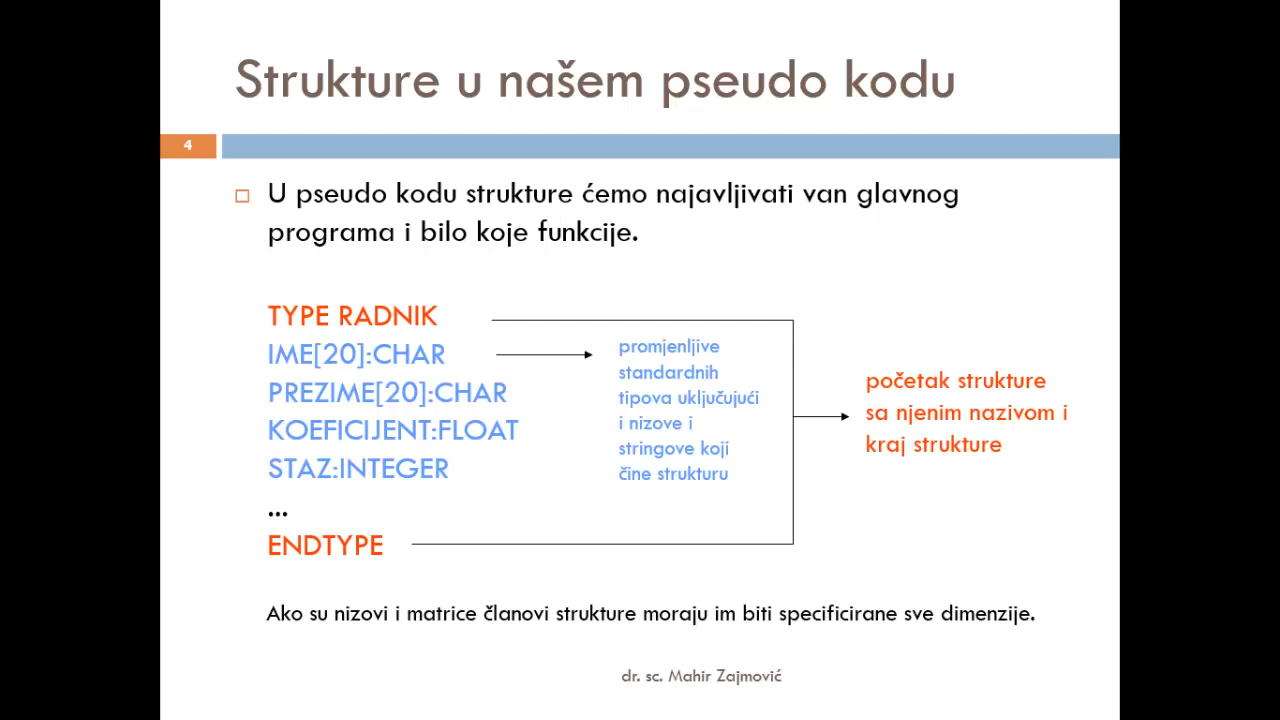 Strukture u našem pseudo kodu
4
U pseudo kodu strukture ćemo najavljivati van glavnog
programa i bilo koje funkcije.
TYPE RADNIK
IME[20]:CHAR
PREZIME[20]:CHAR
KOEFICIJENT:FLOAT
STAZ:INTEGER
...
ENDTYPE
promjenljive
standardnih
tipova uključujući
i nizove i
stringove koji
čine strukturu
početak strukture
sa njenim nazivom i
kraj strukture
Ako su nizovi i matrice članovi strukture moraju im biti specificirane sve dimenzije.
dr. sc. Mahir Zajmović